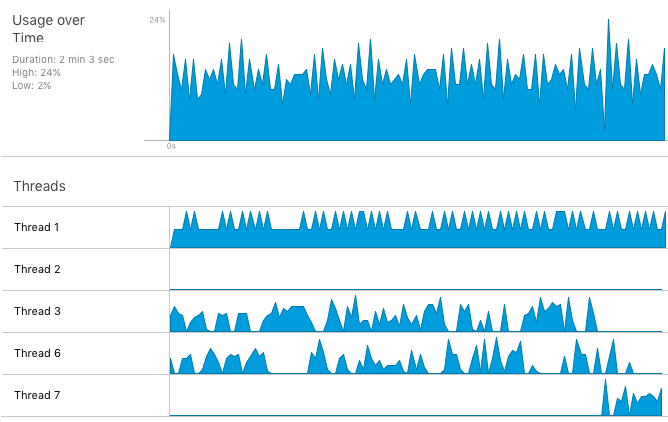 Usage over
Time
Duration: 2 min 3 sec
High: 24%
Low: 2%
24%
0s
Threads
Thread 1
Thread 2
Thread 3
Thread 6
Thread 7